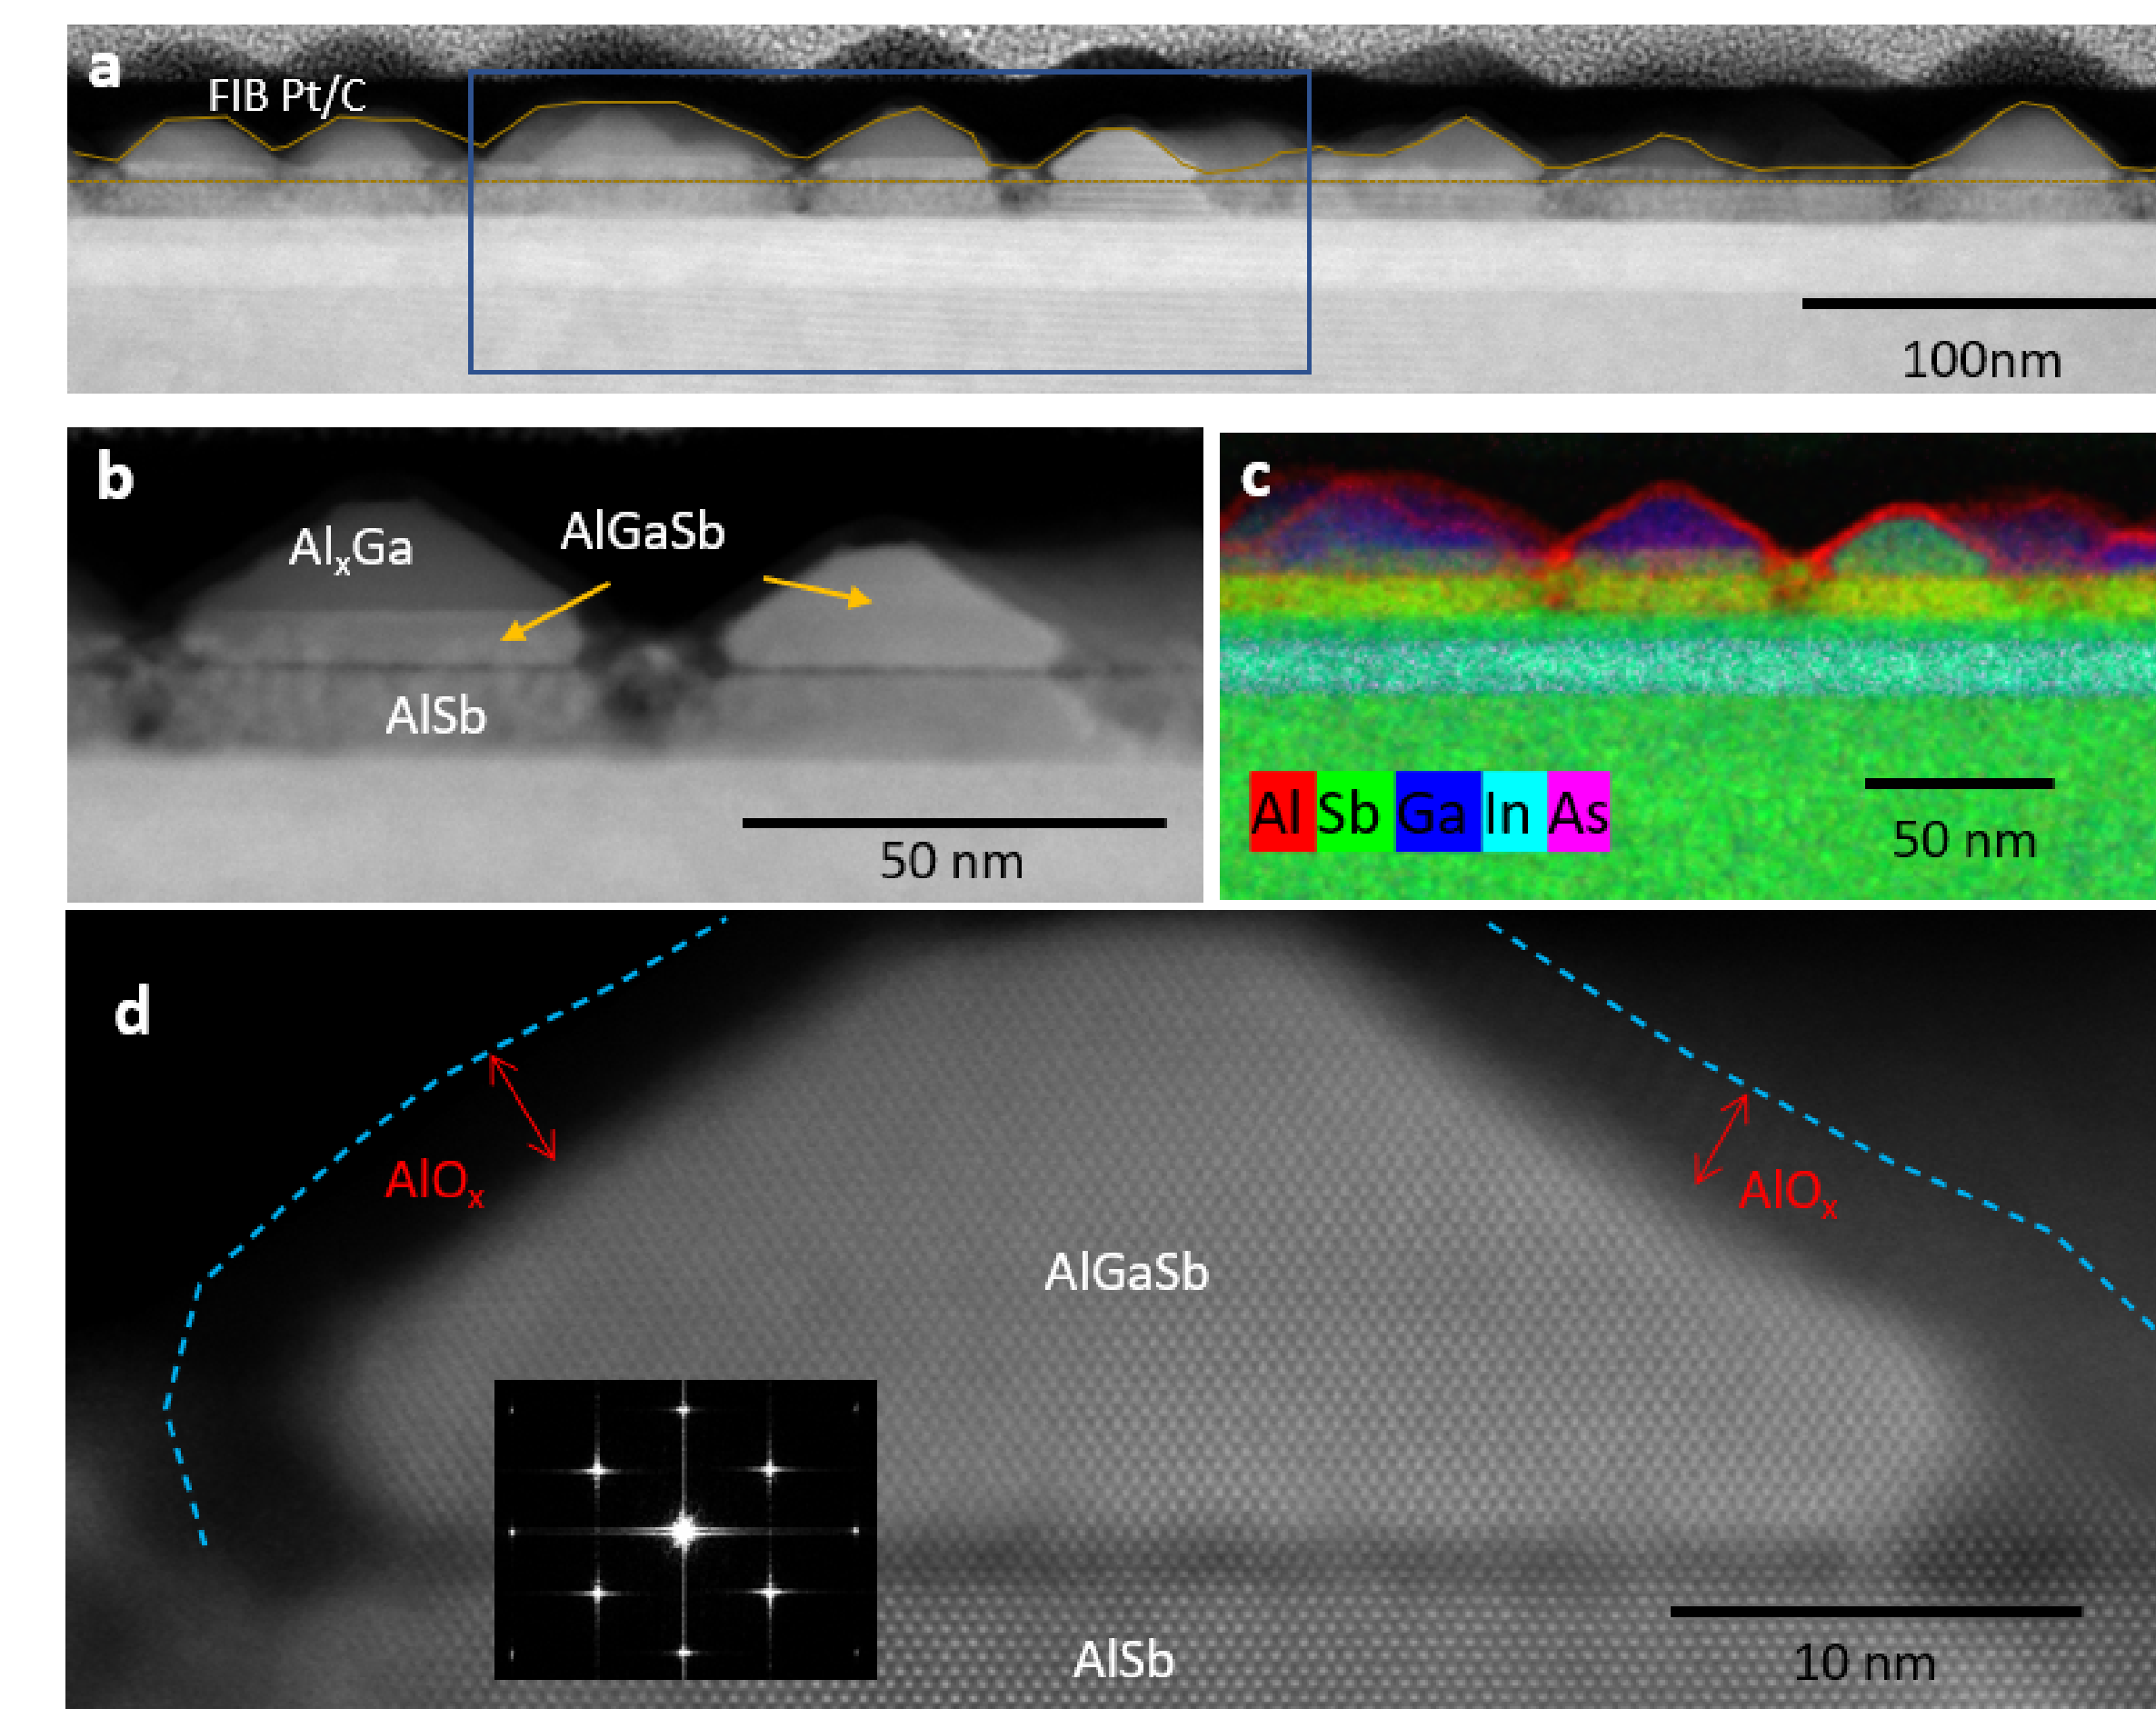 a
FIB Pt/C
100nm
b
AlₓGa
AlGaSb
AlSb
50 nm
c
Al Sb Ga In As
50 nm
d
AlOₓ
AlOₓ
AlGaSb
AlSb
10 nm